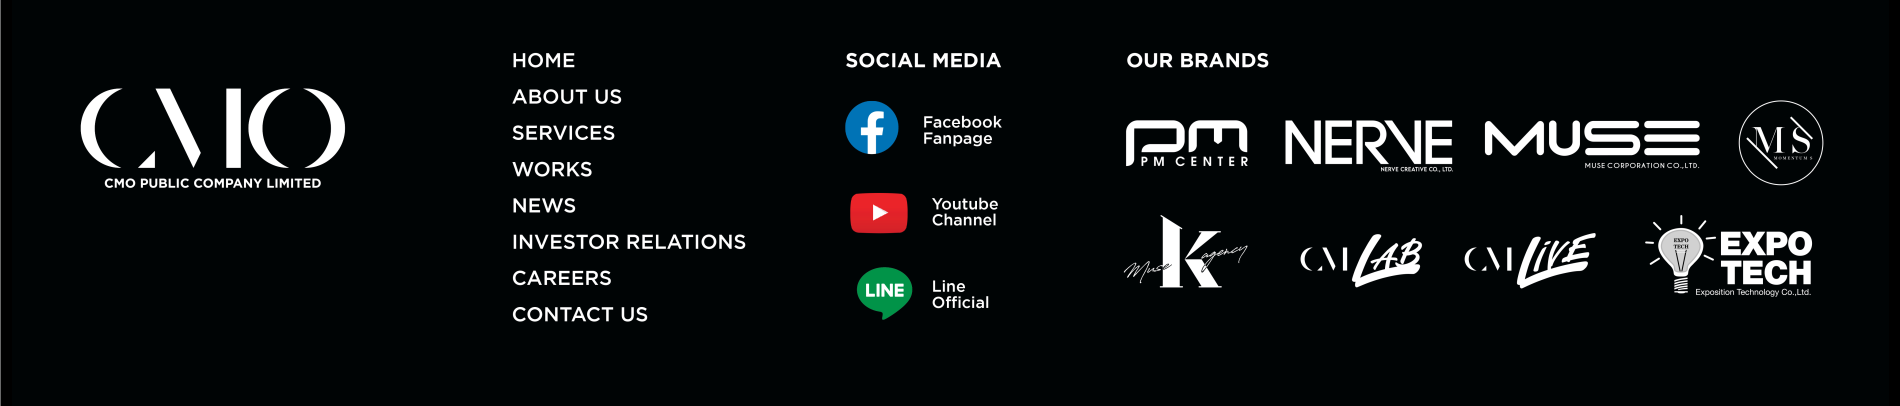 CMO
CMO PUBLIC COMPANY LIMITED
HOME
ABOUT US
SERVICES
WORKS
NEWS
INVESTOR RELATIONS
CAREERS
CONTACT US
SOCIAL MEDIA
Facebook
Fanpage
Youtube
Channel
LINE
Line
Official
OUR BRANDS
PM
PM CENTER
NERVE
NERVE CREATIVE CO., LTD.
MUSE
MUSE CORPORATION CO.,LTD.
MS
MOMENTUM S
Muse K agency
CM LAB
CM LiVE
EXPO
TECH
EXPO
TECH
Exposition Technology Co.,Ltd.